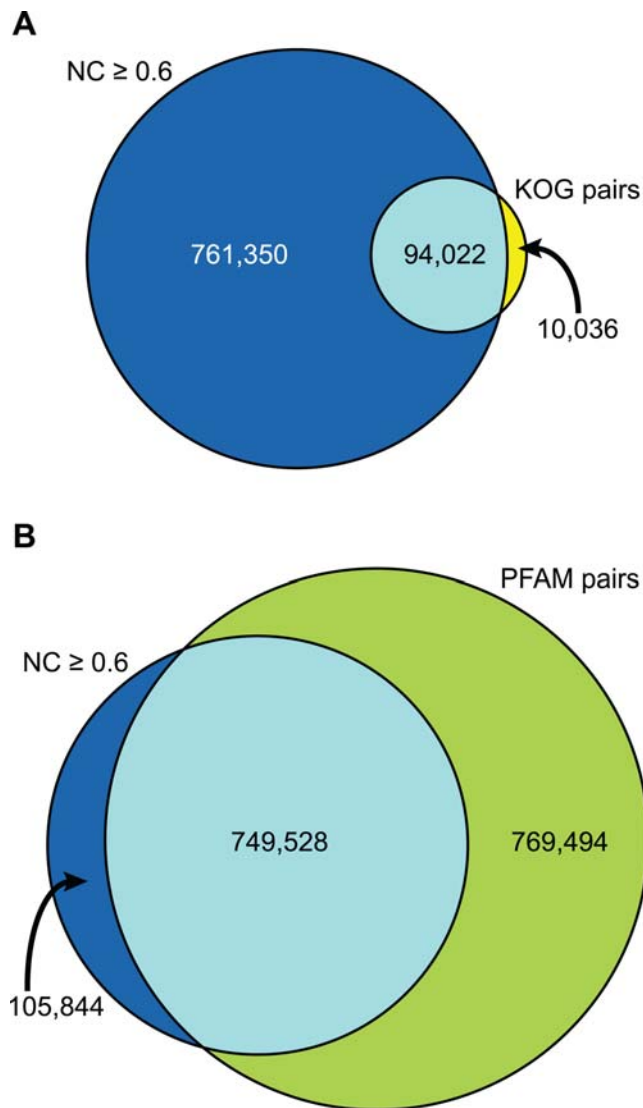 A
NC ≥ 0.6
KOG pairs
761,350
94,022
10,036
B
PFAM pairs
NC ≥ 0.6
749,528
769,494
105,844